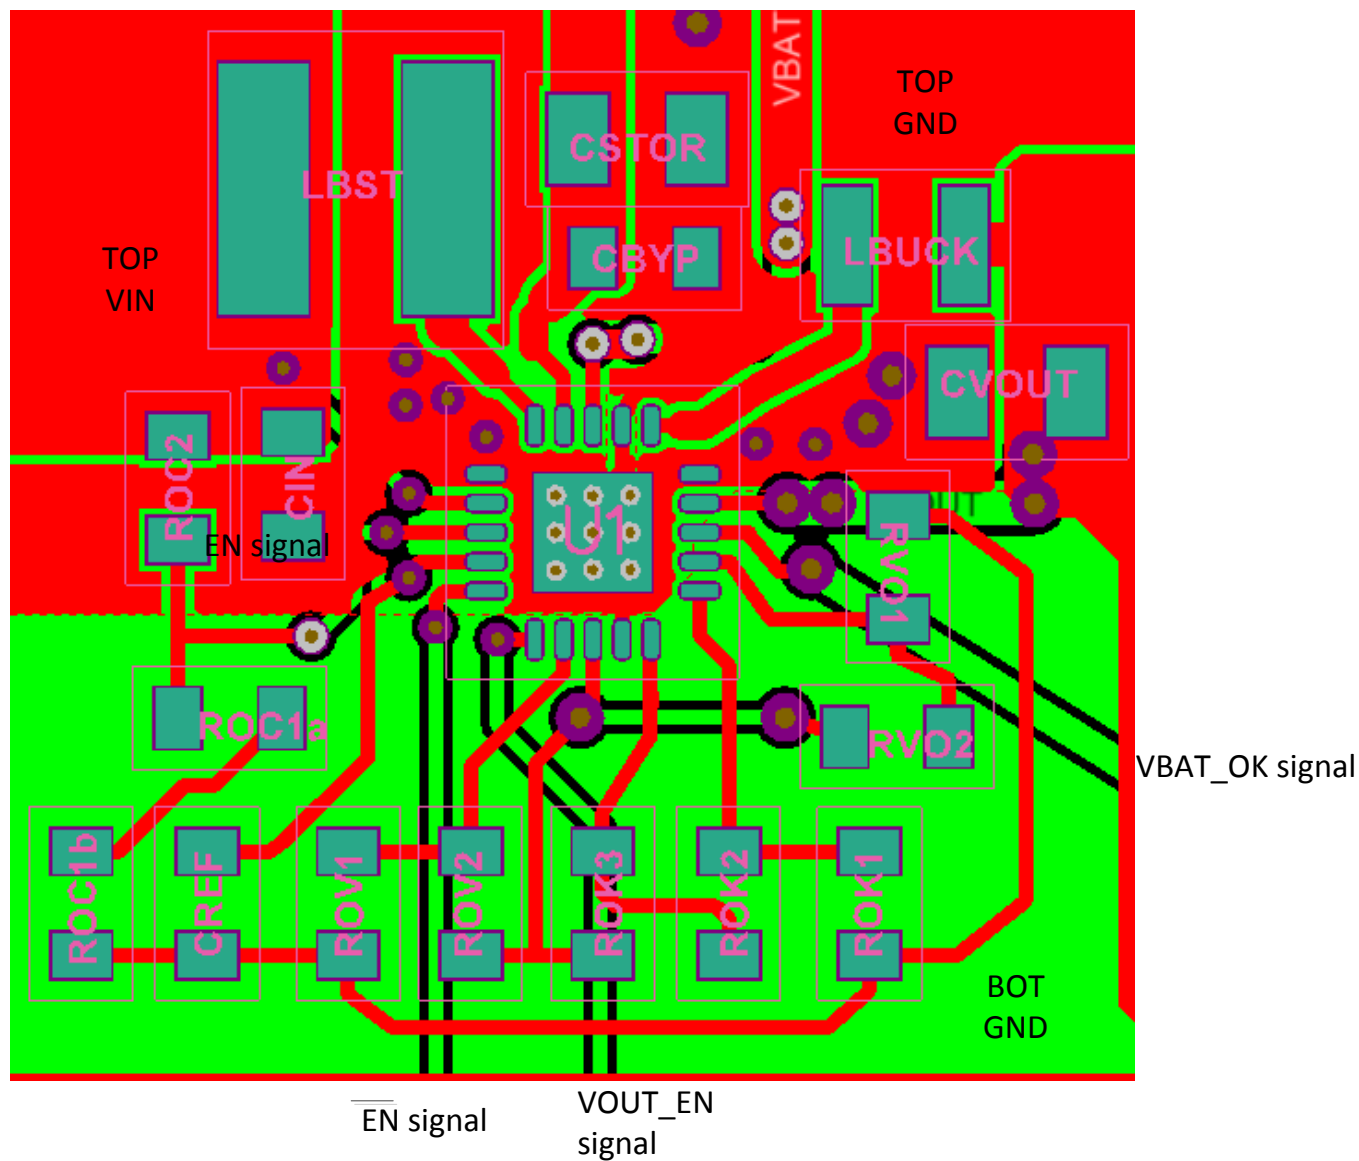 VBAT
TOP
GND
CSTOR
LBST
LBUCK
CBYP
TOP
VIN
CVOUT
ROC2
CIN
U1
EN signal
RVO1
ROC1a
RVO2
VBAT_OK signal
ROC1b
CREF
ROV1
ROV2
ROK3
ROK2
ROK1
BOT
GND
EN signal
VOUT_EN
signal